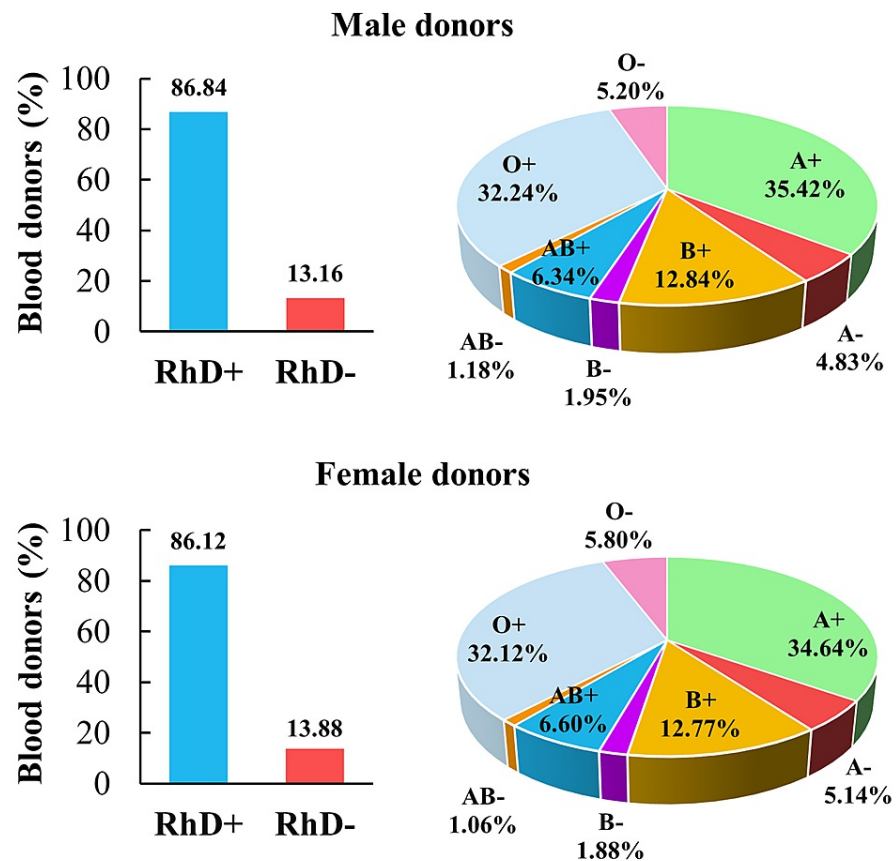 Male donors
Blood donors (%)
100
80
60
40
20
0
86.84
13.16
RhD+
RhD-
O-
5.20%
A+
35.42%
O+
32.24%
AB+
6.34%
B+
12.84%
A-
4.83%
AB-
1.18%
B-
1.95%
Female donors
Blood donors (%)
100
80
60
40
20
0
86.12
13.88
RhD+
RhD-
O-
5.80%
A+
34.64%
O+
32.12%
AB+
6.60%
B+
12.77%
A-
5.14%
AB-
1.06%
B-
1.88%